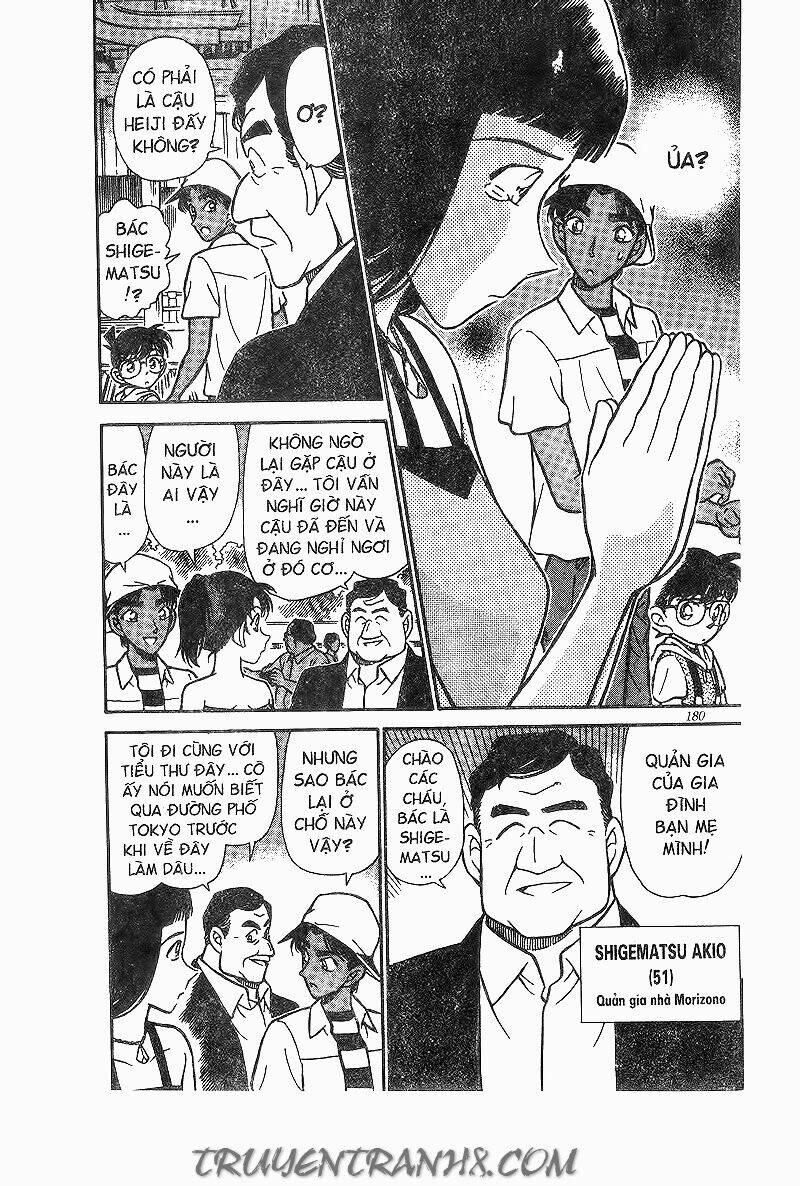 ỦA?
Ơ?
CÓ PHẢI
LÀ CẬU
HEIJI ĐẤY
KHÔNG?
BÁC
SHIGE-
MATSU
!?
KHÔNG NGỜ
LẠI GẶP CẬU Ở
ĐÂY... TÔI VẪN
NGHĨ GIỜ NÀY
CẬU ĐÃ ĐẾN VÀ
ĐANG NGHỈ NGƠI
Ở ĐÓ CƠ...
NGƯỜI
NÀY LÀ
AI VẬY
...
BÁC
ĐÂY LÀ
...
180
QUẢN GIA
CỦA GIA
ĐÌNH
BẠN MẸ
MÌNH!
CHÀO
CÁC
CHÁU,
BÁC LÀ
SHIGE-
MATSU
...
SHIGEMATSU AKIO
(51)
Quản gia nhà Morizono
NHƯNG
SAO BÁC
LẠI Ở
CHỐ NÀY
VẬY?
TÔI ĐI CÙNG VỚI
TIỂU THƯ ĐÂY... CÔ
ẤY NÓI MUỐN BIẾT
QUA ĐƯỜNG PHỐ
TOKYO TRƯỚC
KHI VỀ ĐÂY
LÀM DÂU...
TRUYENTRANH8.COM